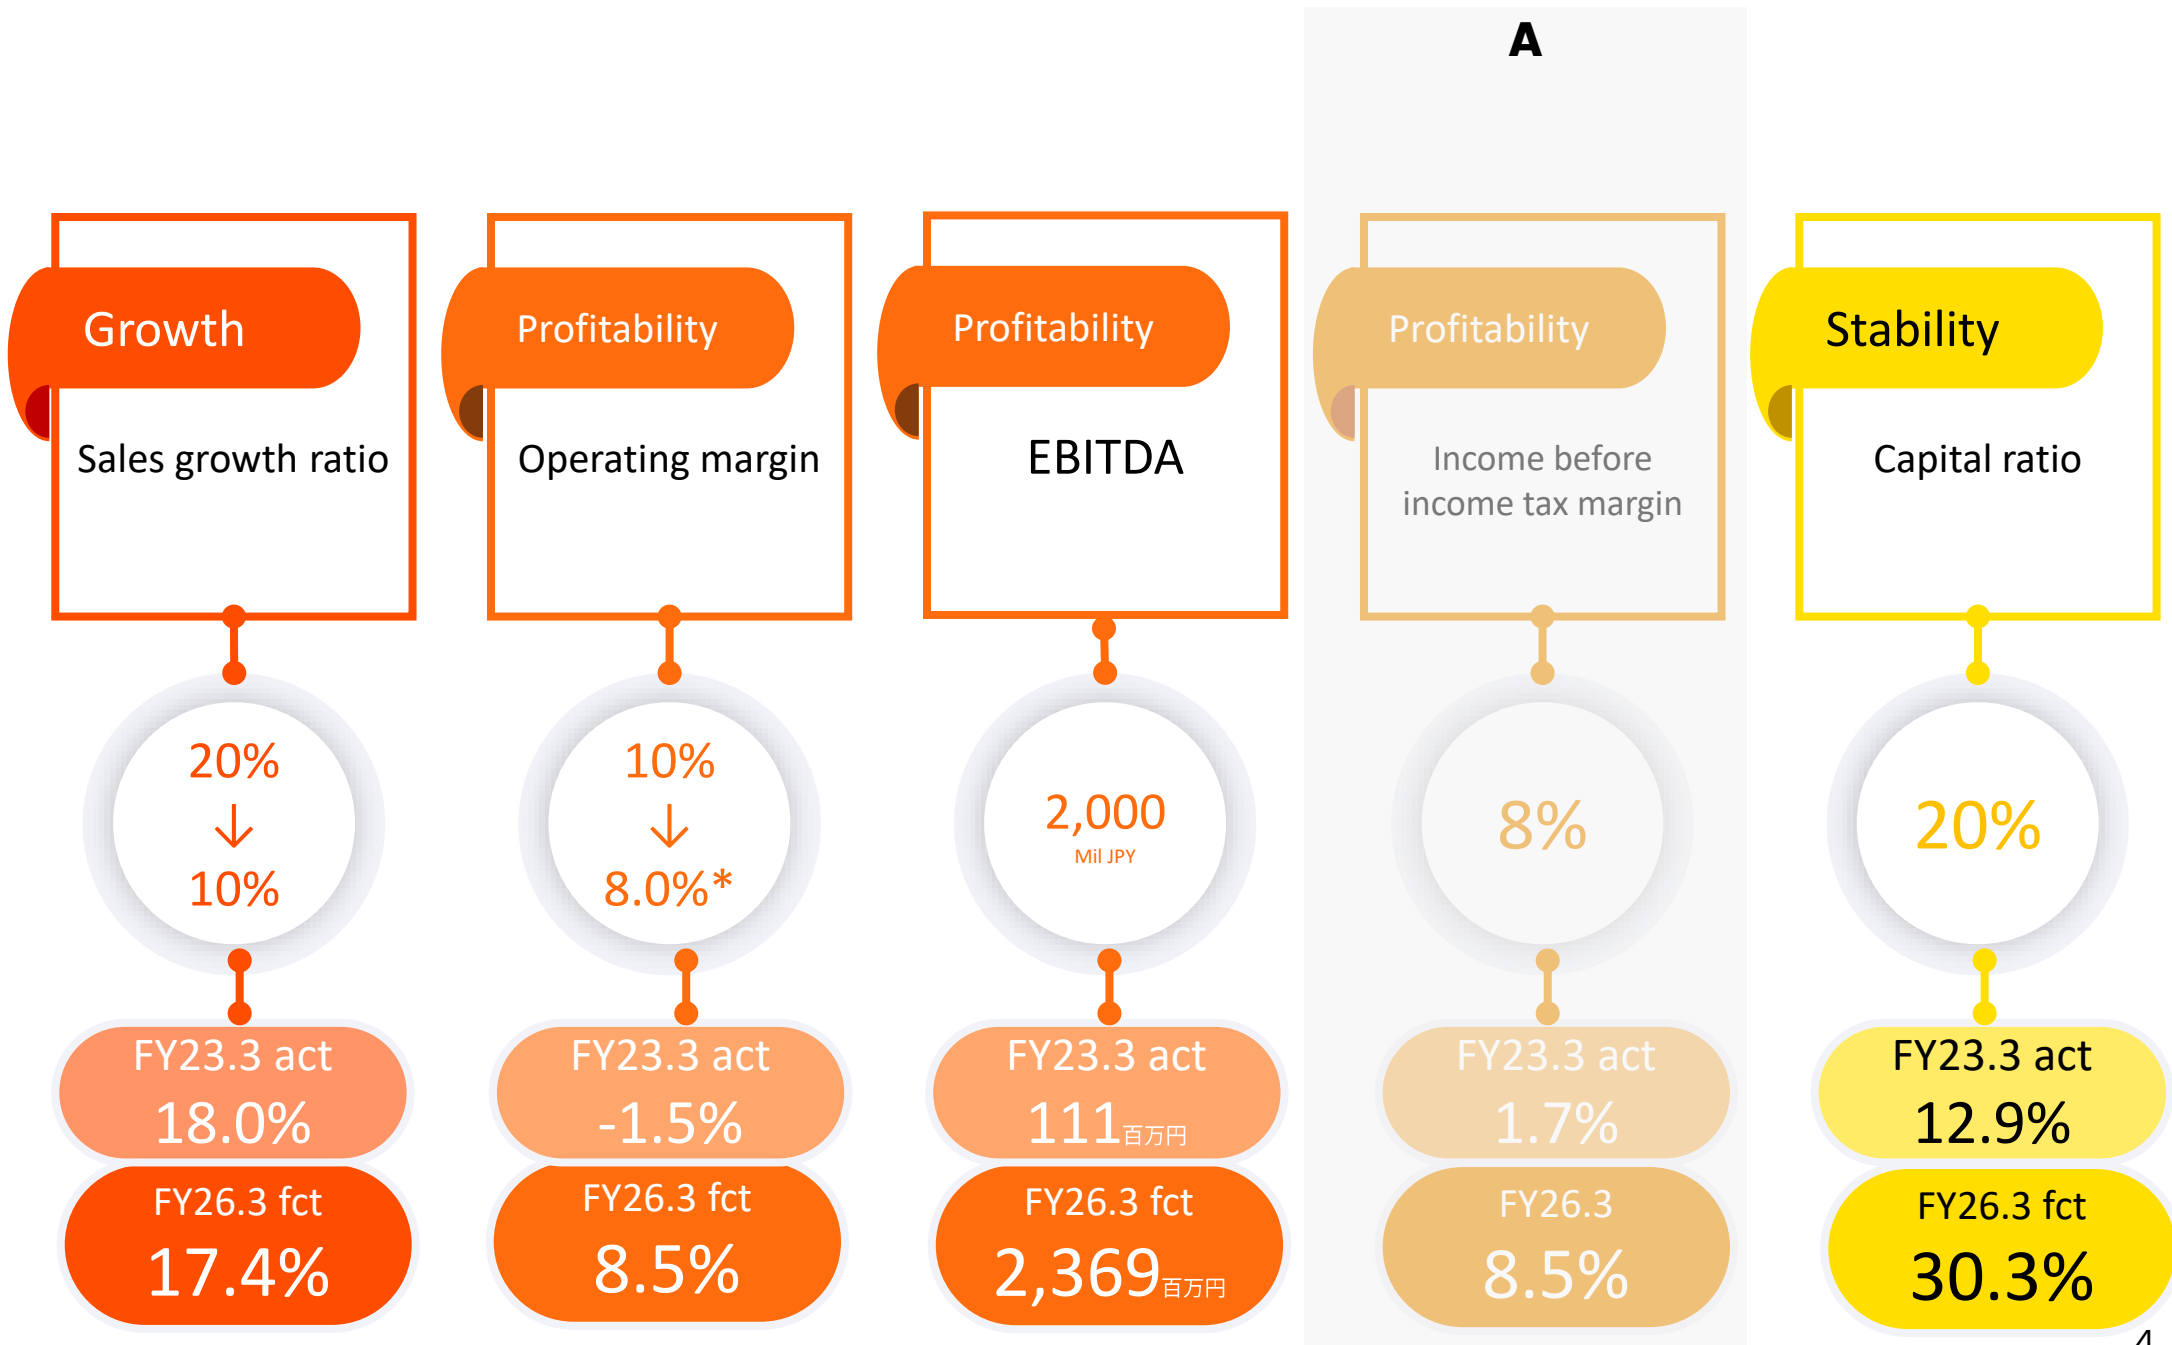 A
Growth
Sales growth ratio
20%
↓
10%
FY23.3 act
18.0%
FY26.3 fct
17.4%
Profitability
Operating margin
10%
↓
8.0%*
FY23.3 act
-1.5%
FY26.3 fct
8.5%
Profitability
EBITDA
2,000
Mil JPY
FY23.3 act
111百万円
FY26.3 fct
2,369百万円
Profitability
Income before
income tax margin
8%
FY23.3 act
1.7%
FY26.3
8.5%
Stability
Capital ratio
20%
FY23.3 act
12.9%
FY26.3 fct
30.3%
4